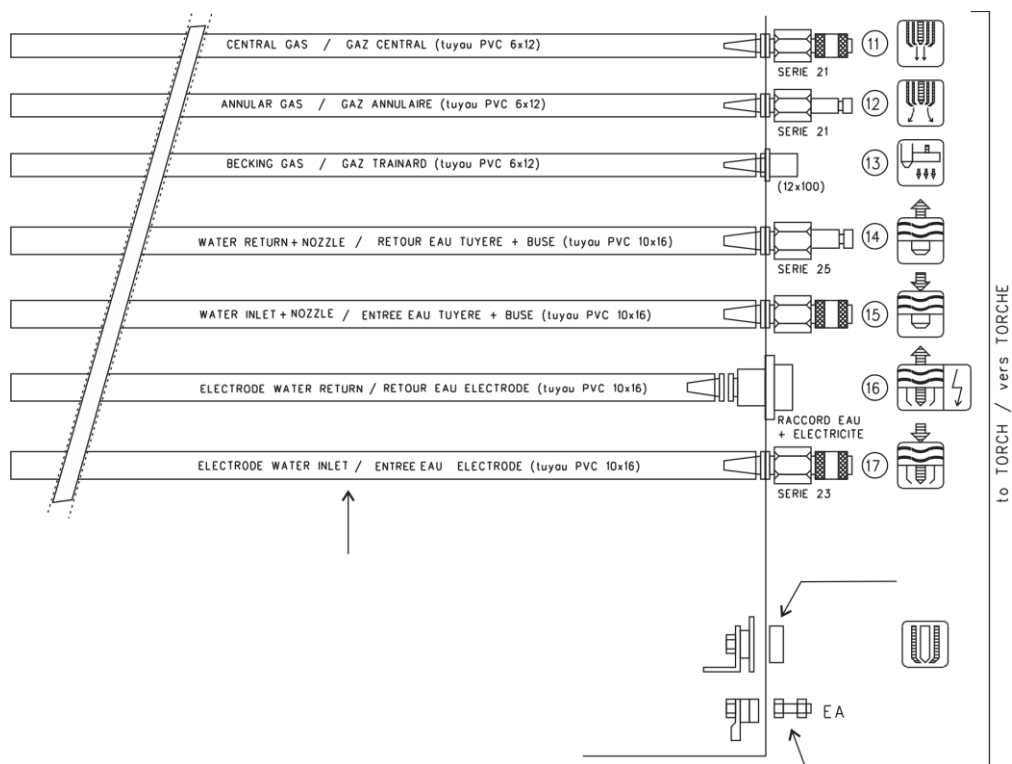 CENTRAL GAS / GAZ CENTRAL (tuyau PVC 6x12)
11
SERIE 21
ANNULAR GAS / GAZ ANNULAIRE (tuyau PVC 6x12)
12
SERIE 21
BECKING GAS / GAZ TRAINARD (tuyau PVC 6x12)
13
(12x100)
WATER RETURN + NOZZLE / RETOUR EAU TUYERE + BUSE (tuyau PVC 10x16)
14
SERIE 25
WATER INLET + NOZZLE / ENTREE EAU TUYERE + BUSE (tuyau PVC 10x16)
15
ELECTRODE WATER RETURN / RETOUR EAU ELECTRODE (tuyau PVC 10x16)
16
RACCORD EAU
+ ELECTRICITE
ELECTRODE WATER INLET / ENTREE EAU ELECTRODE (tuyau PVC 10x16)
17
SERIE 23
EA
to TORCH / vers TORCHE